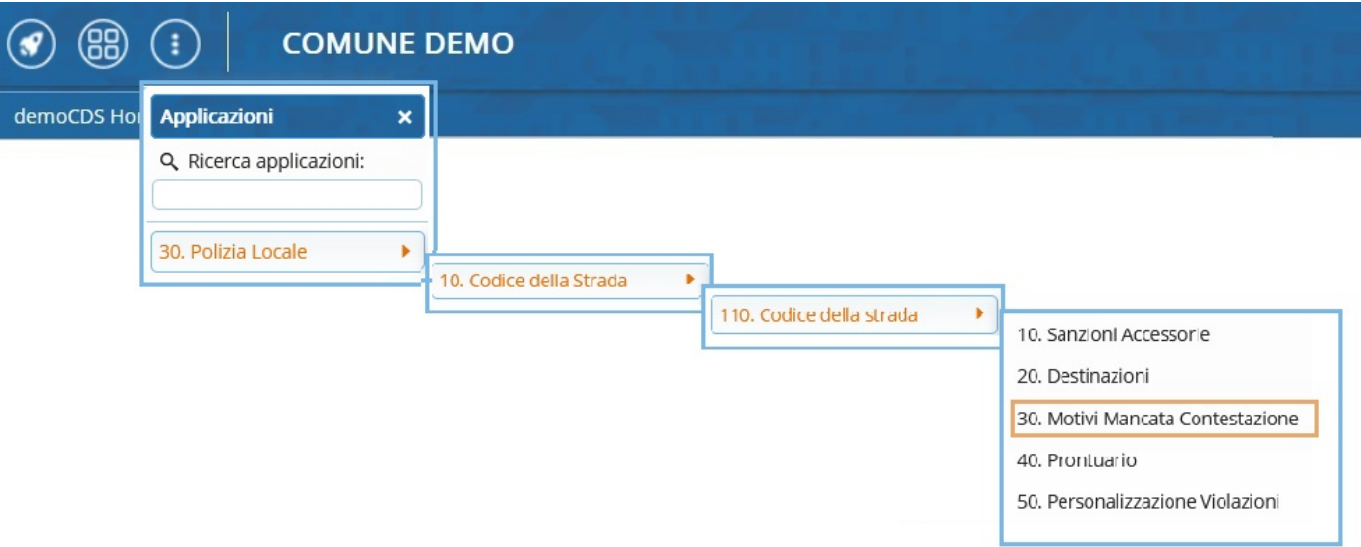 COMUNE DEMO
demoCDS Ho
Applicazioni ×
Ricerca applicazioni:
30. Polizia Locale
10. Codice della Strada
110. Codice della strada
10. Sanzioni Accessorie
20. Destinazioni
30. Motivi Mancata Contestazione
40. Prontuario
50. Personalizzazione Violazioni